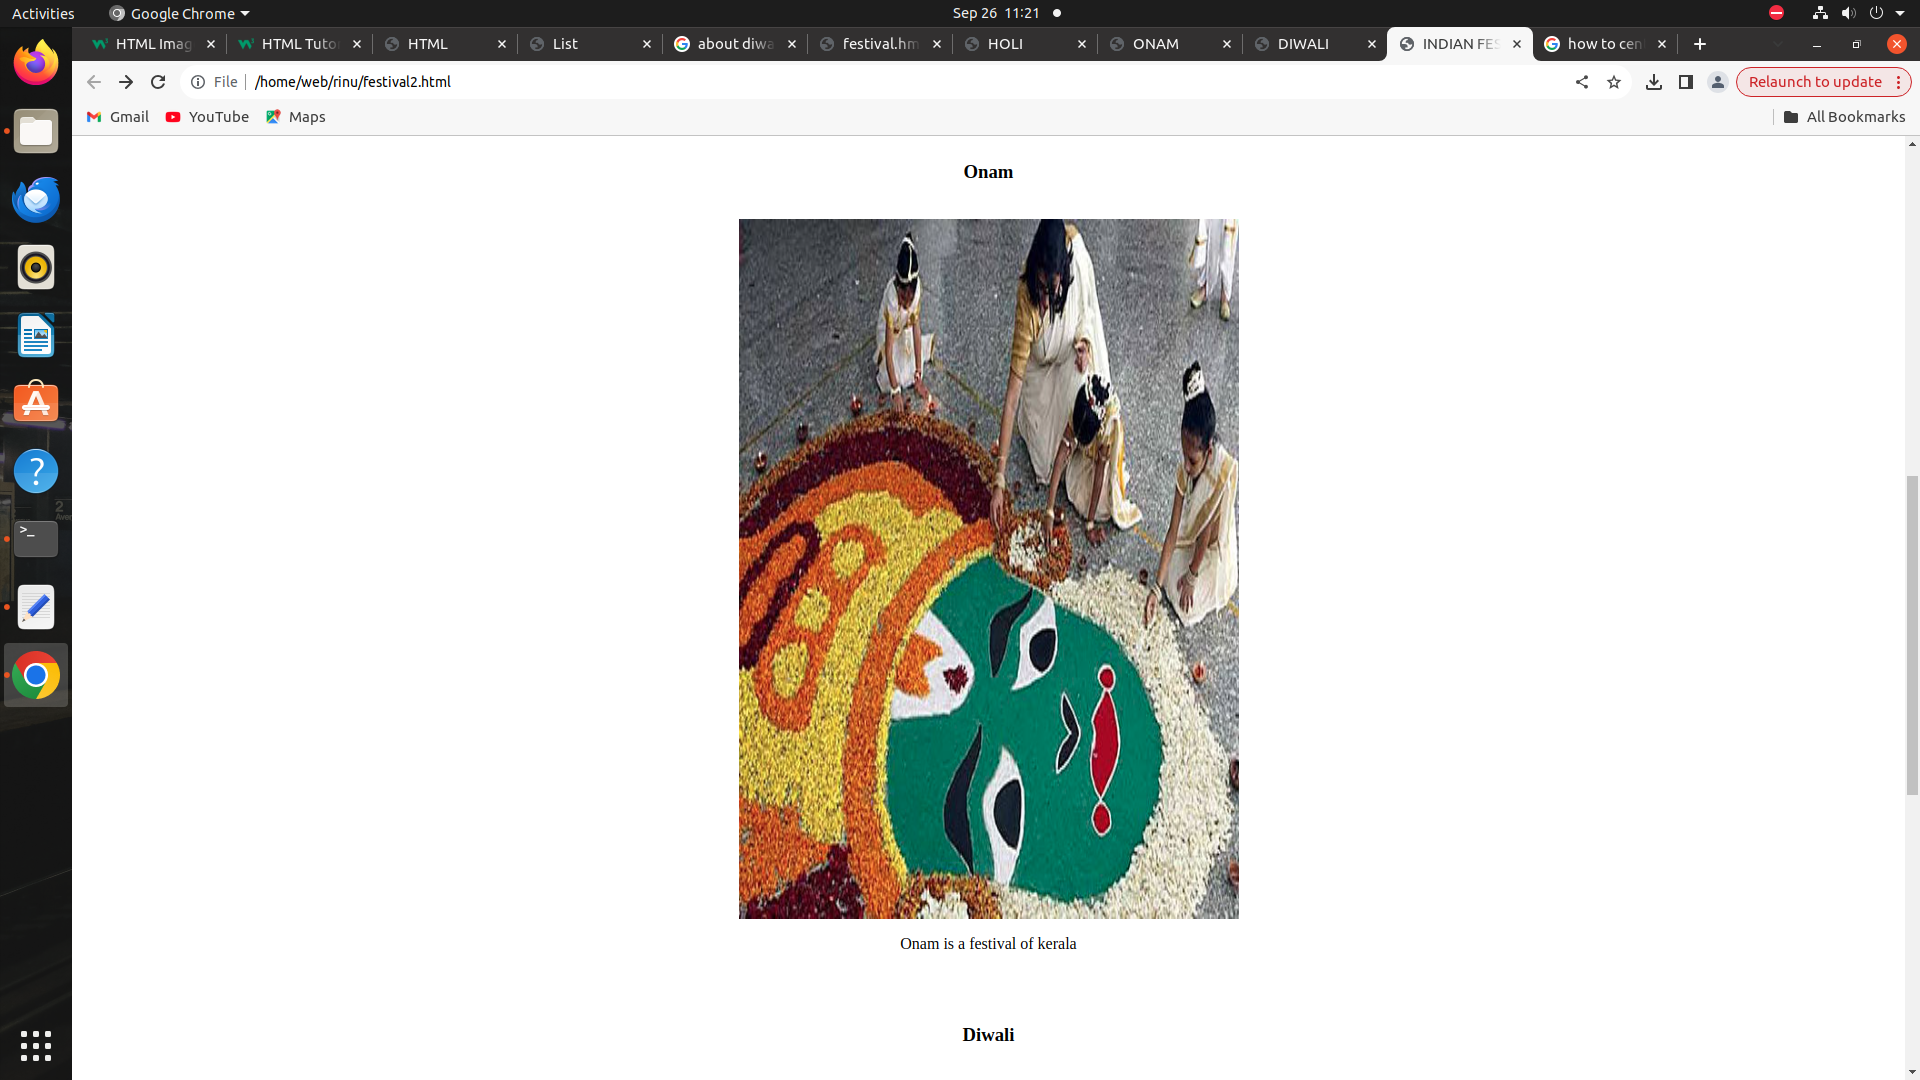 Activities
Google Chrome
Sep 26 11:21
HTML Imag
HTML Tuto
HTML
List
about diwa
festival.hm
HOLI
ONAM
DIWALI
INDIAN FES
how to cen
File
/home/web/rinu/festival2.html
Relaunch to update
Gmail
YouTube
Maps
All Bookmarks
Onam
Onam is a festival of kerala
Diwali